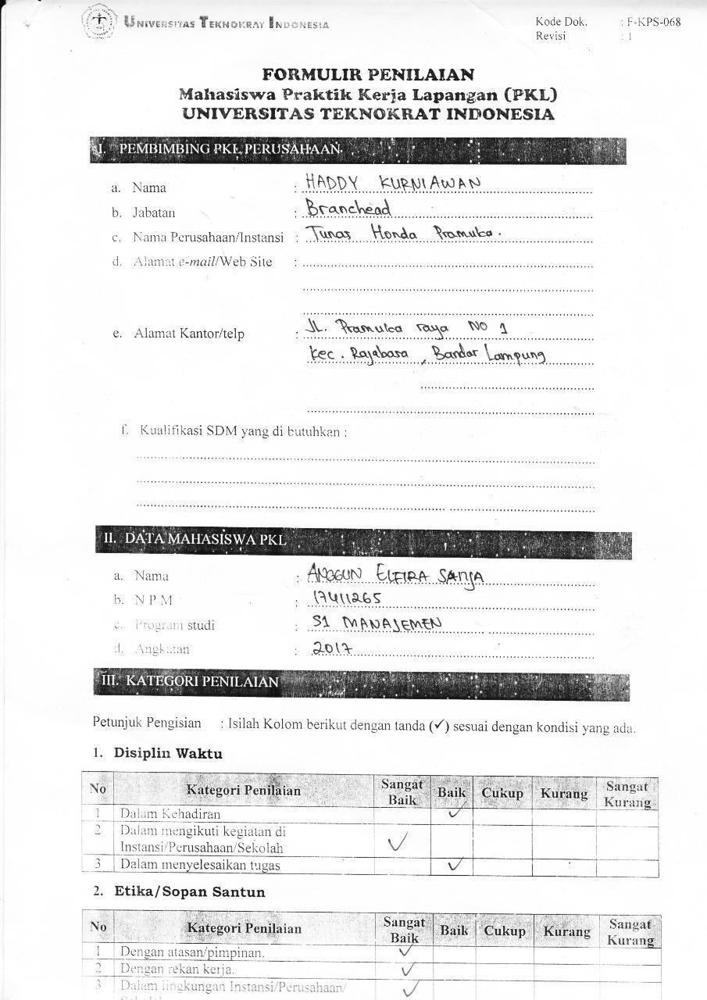 UNIVERSITAS TEKNOKRAT INDONESIA
Kode Dok. : F-KPS-068
Revisi : 1
FORMULIR PENILAIAN
Mahasiswa Praktik Kerja Lapangan (PKL)
UNIVERSITAS TEKNOKRAT INDONESIA
I. PEMBIMBING PKL PERUSAHAAN
a. Nama : HADDY KURNIAWAN
b. Jabatan : Branchead
c. Nama Perusahaan/Instansi : Tunas Honda Pramuka.
d. Alamat e-mail/Web Site :
e. Alamat Kantor/telp : JL. Pramuka raya NO 1
Kec. Rajabasa, Bandar Lampung
f. Kualifikasi SDM yang di butuhkan :
II. DATA MAHASISWA PKL
a. Nama : ANGGUN ELFIRA SANJA
b. N P M : 17411265
c. Program studi : S1 MANAJEMEN
d. Angkatan : 2017
III. KATEGORI PENILAIAN
Petunjuk Pengisian : Isilah Kolom berikut dengan tanda (✓) sesuai dengan kondisi yang ada.
1. Disiplin Waktu
No Kategori Penilaian Sangat Baik Baik Cukup Kurang Sangat Kurang
1 Dalam Kehadiran ✓
2 Dalam mengikuti kegiatan di
Instansi/Perusahaan/Sekolah ✓
3 Dalam menyelesaikan tugas ✓
2. Etika/Sopan Santun
No Kategori Penilaian Sangat Baik Baik Cukup Kurang Sangat Kurang
1 Dengan atasan/pimpinan. ✓
2 Dengan rekan kerja. ✓
3 Dalam lingkungan Instansi/Perusahaan/ ✓